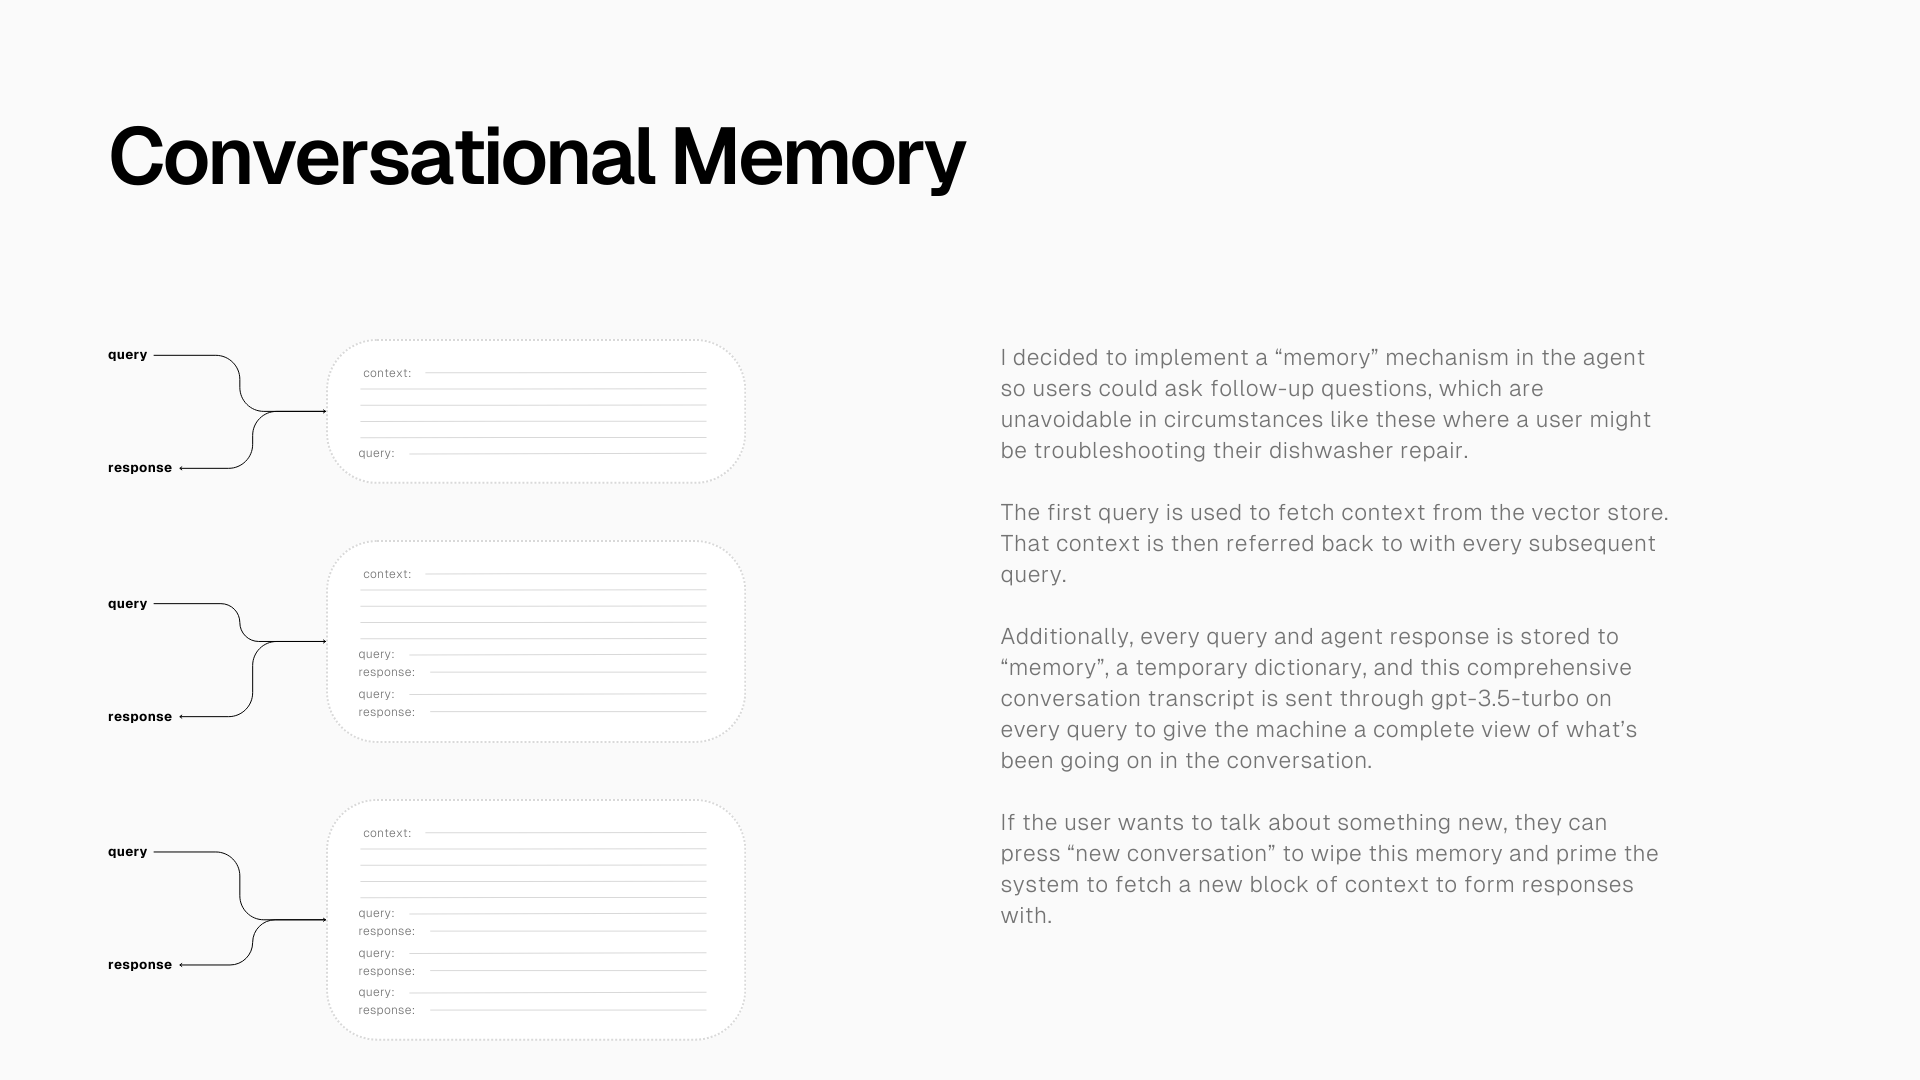 Conversational Memory
query
response
context:
query:
query
response
context:
query:
response:
query:
response:
query
response
context:
query:
response:
query:
response:
query:
response:
I decided to implement a “memory” mechanism in the agent
so users could ask follow-up questions, which are
unavoidable in circumstances like these where a user might
be troubleshooting their dishwasher repair.
The first query is used to fetch context from the vector store.
That context is then referred back to with every subsequent
query.
Additionally, every query and agent response is stored to
“memory”, a temporary dictionary, and this comprehensive
conversation transcript is sent through gpt-3.5-turbo on
every query to give the machine a complete view of what’s
been going on in the conversation.
If the user wants to talk about something new, they can
press “new conversation” to wipe this memory and prime the
system to fetch a new block of context to form responses
with.